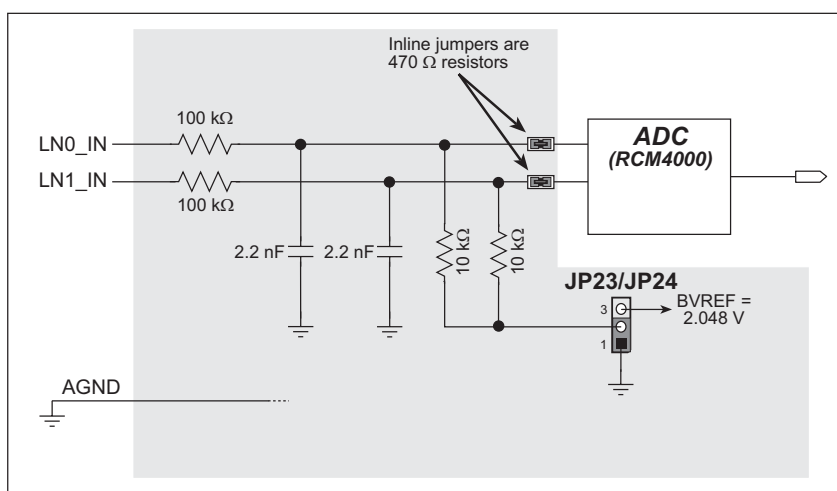 Inline jumpers are
470 Ω resistors
100 kΩ
LN0_IN
LN1_IN
100 kΩ
ADC
(RCM4000)
2.2 nF
2.2 nF
10 kΩ
10 kΩ
JP23/JP24
3
BVREF =
2.048 V
1
AGND